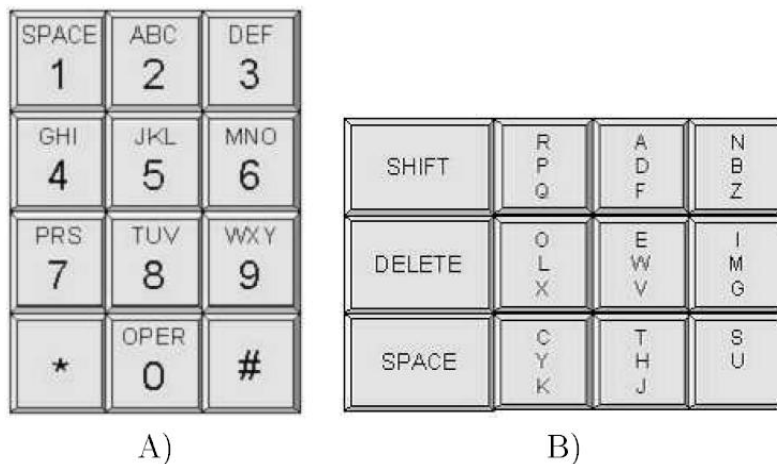 SPACE ABC DEF
1 2 3
GHI JKL MNO
4 5 6
PRS TUV WXY
7 8 9
OPER
* 0 #
A)
R A N
SHIFT P D B
Q F Z
O E I
DELETE L W M
X V G
C T S
SPACE Y H U
K J
B)